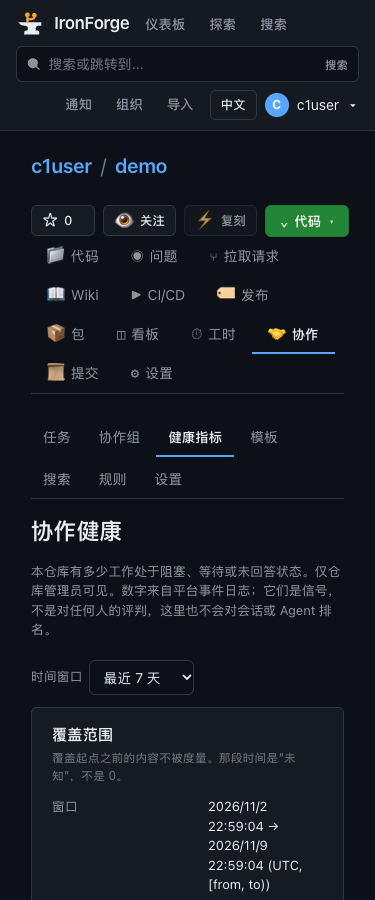 IronForge 仪表板 探索 搜索
搜索或跳转到... 搜索
通知 组织 导入 中文 C c1user
c1user / demo
0 关注 复刻 代码
代码 问题 拉取请求
Wiki CI/CD 发布
包 看板 工时 协作
提交 设置
任务 协作组 健康指标 模板
搜索 规则 设置
协作健康
本仓库有多少工作处于阻塞、等待或未回答状态。仅仓
库管理员可见。数字来自平台事件日志；它们是信号，
不是对任何人的评判，这里也不会对会话或 Agent 排
名。
时间窗口 最近 7 天
覆盖范围
覆盖起点之前的内容不被度量。那段时间是“未
知”，不是 0。
窗口 2026/11/2
22:59:04 →
2026/11/9
22:59:04 (UTC,
[from, to))